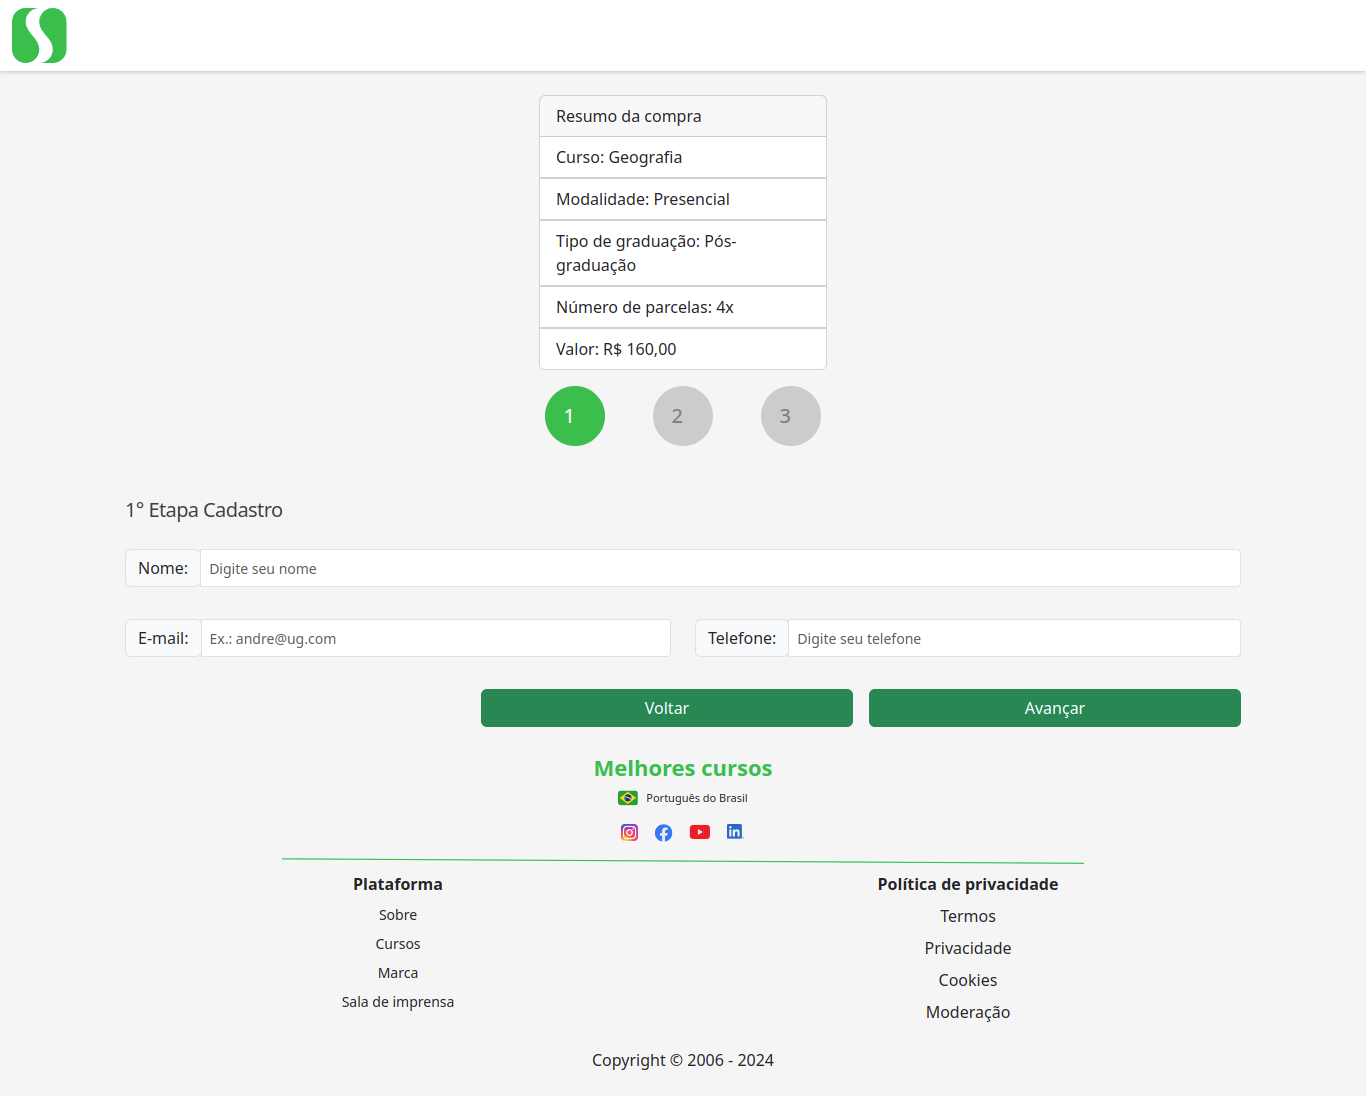 Resumo da compra
Curso: Geografia
Modalidade: Presencial
Tipo de graduação: Pós-
graduação
Número de parcelas: 4x
Valor: R$ 160,00
1 2 3
1° Etapa Cadastro
Nome: Digite seu nome
E-mail: Ex.: andre@ug.com Telefone: Digite seu telefone
Voltar Avançar
Melhores cursos
Português do Brasil
in
Plataforma
Sobre
Cursos
Marca
Sala de imprensa
Política de privacidade
Termos
Privacidade
Cookies
Moderação
Copyright © 2006 - 2024